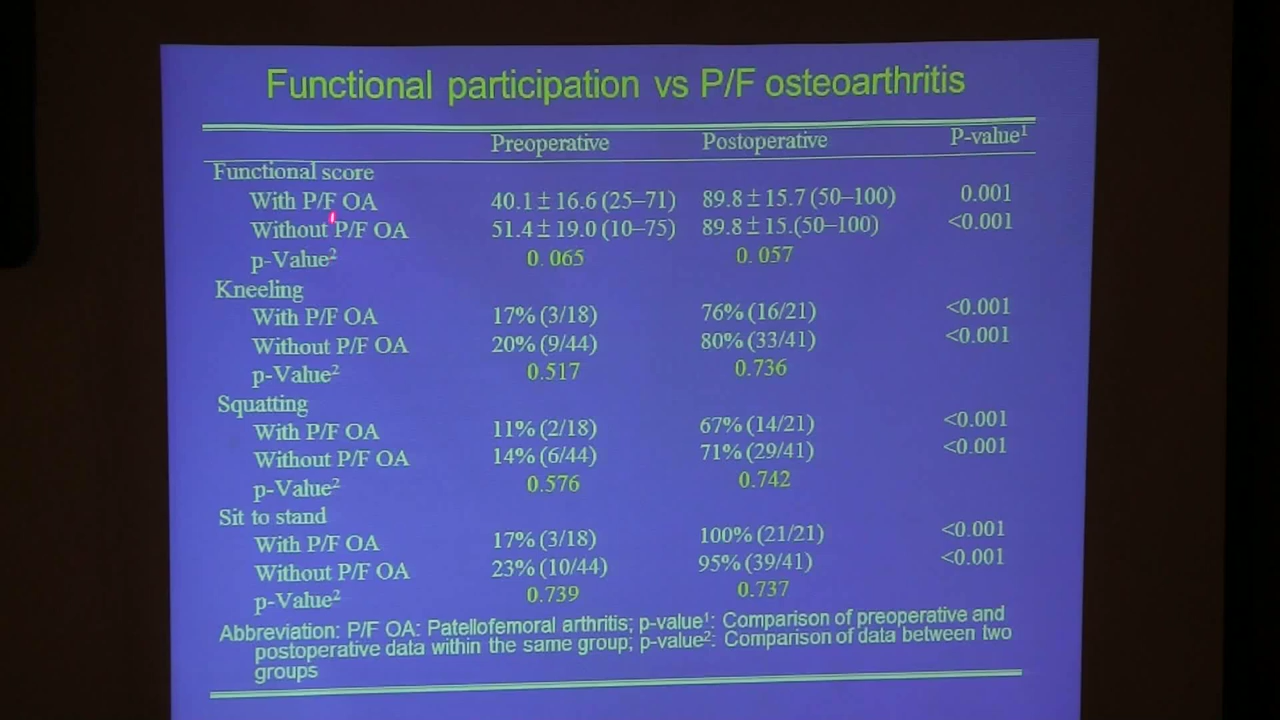 Functional participation vs P/F osteoarthritis
Preoperative Postoperative P-value¹
Functional score
With P/F OA 40.1 ± 16.6 (25–71) 89.8 ± 15.7 (50–100) 0.001
Without P/F OA 51.4 ± 19.0 (10–75) 89.8 ± 15.(50–100) <0.001
p-Value² 0. 065 0. 057
Kneeling
With P/F OA 17% (3/18) 76% (16/21) <0.001
Without P/F OA 20% (9/44) 80% (33/41) <0.001
p-Value² 0.517 0.736
Squatting
With P/F OA 11% (2/18) 67% (14/21) <0.001
Without P/F OA 14% (6/44) 71% (29/41) <0.001
p-Value² 0.576 0.742
Sit to stand
With P/F OA 17% (3/18) 100% (21/21) <0.001
Without P/F OA 23% (10/44) 95% (39/41) <0.001
p-Value² 0.739 0.737
Abbreviation: P/F OA: Patellofemoral arthritis; p-value¹: Comparison of preoperative and
postoperative data within the same group; p-value²: Comparison of data between two
groups